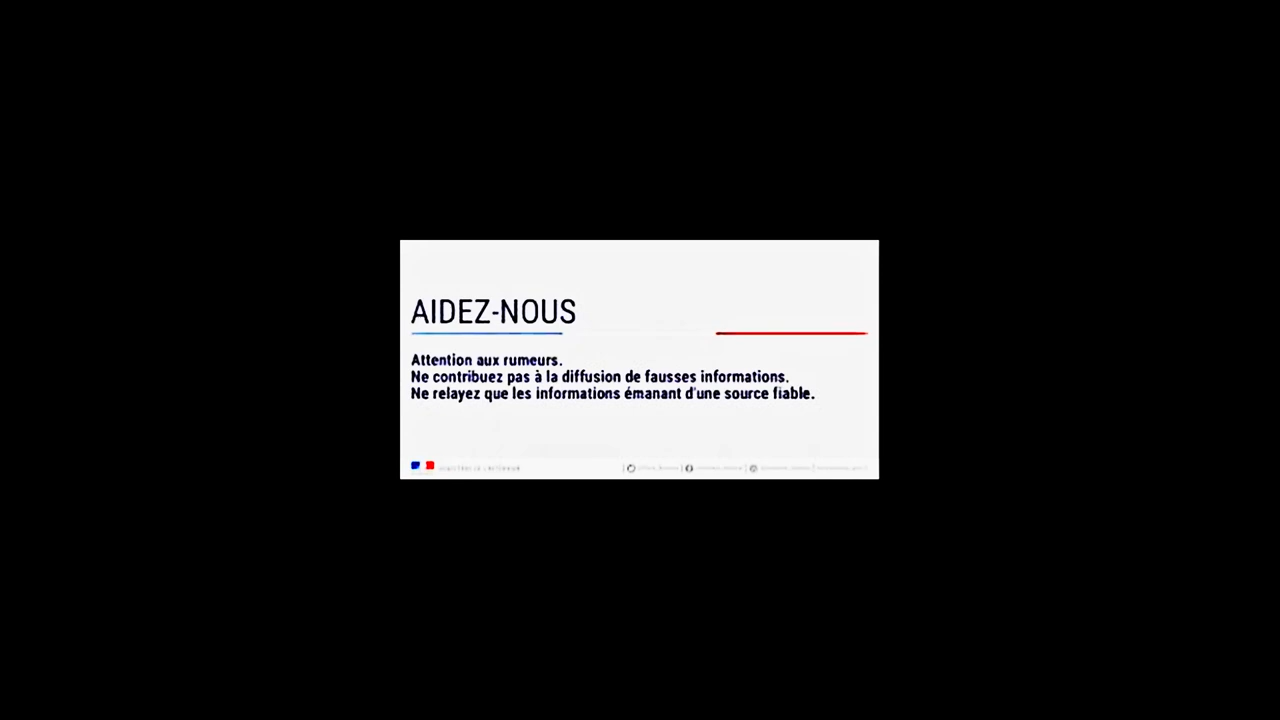 AIDEZ-NOUS
Attention aux rumeurs.
Ne contribuez pas à la diffusion de fausses informations.
Ne relayez que les informations émanant d'une source fiable.